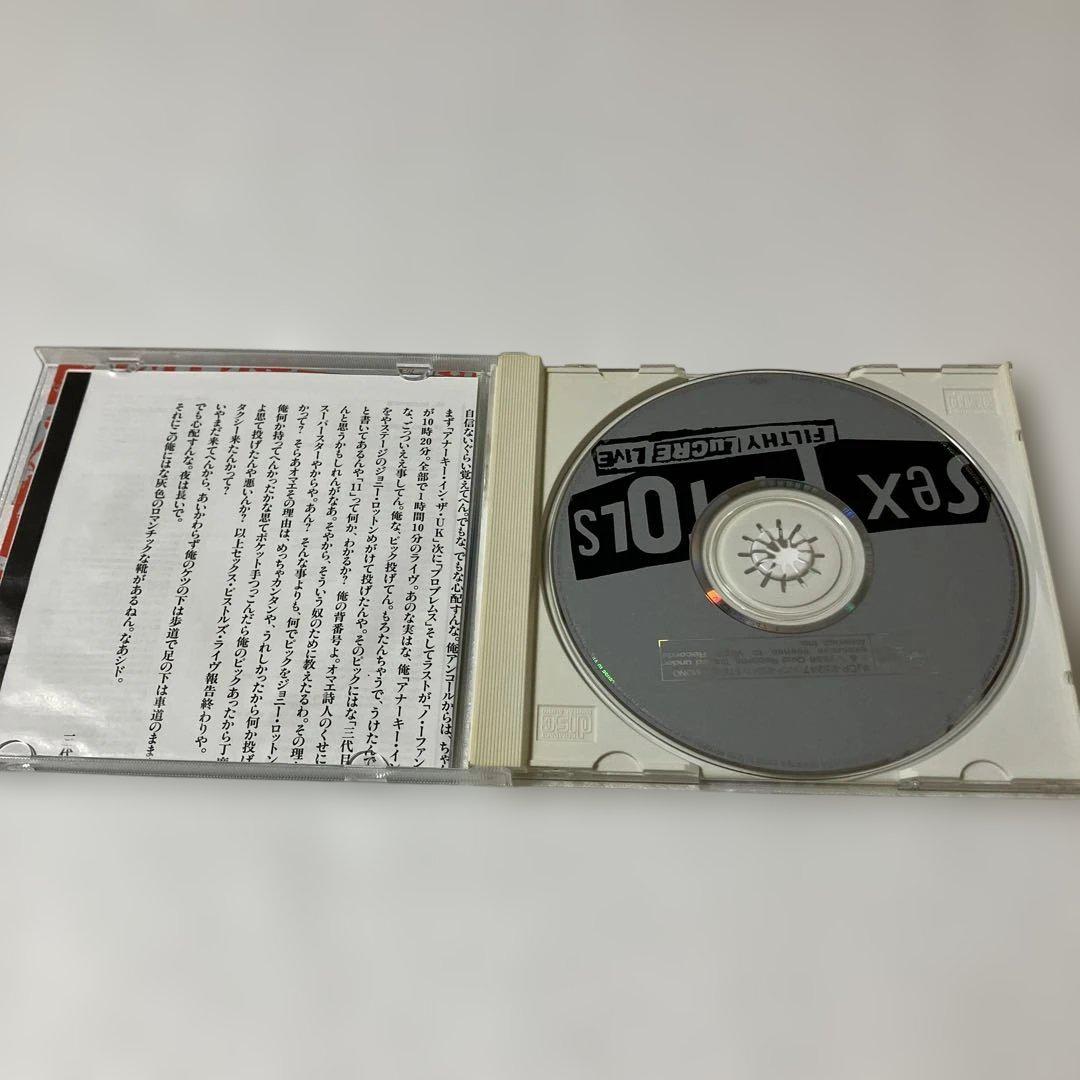 自信ないぐらい覚えてへん。でもな、でもな心配すんな。俺アンコールからは、ちゃ
まず「アナーキー・イン・ザ・UK」次に「プロブレムス」そしてラストが、「ノー・ファン
が10時20分。全部で1時間10分のライヴ。あのな実はな、俺「アナーキー・イ
な、ごっついええ事してん。俺な、ピック投げてん。もろたんちゃうで、うけたんで
をやステージのジョニー・ロットンめがけて投げたんや。そのピックにはな「三代目
と書いてあるんや「11」って何か、わかるか？ 俺の背番号よ。オマエ詩人のくせに
んと思うかもしれんがなあ。そやから、そういう奴のために教えたるわ。その理
スーパースターやからや。あん？ そんな事よりも、何でピックをジョニー・ロットン
かって？ そらあオマエその理由は、めっちゃカンタンや、うれしかったから何か投げ
俺何か持ってへんかったかな思てポケット手つっこんだら俺のピックあったから丁度
よ思て投げたんや悪いんか？ 以上セックス・ピストルズ・ライヴ報告終わりや。
タクシー来たんかって？
いやまだ来てへんから、あいかわらず俺のケツの下は歩道で足の下は車道のまま
でも心配すんな。夜は長いで。
それにこの俺にはな灰色のロマンチックな靴があるねん。なあシド。
三代
SeX
TOLS
FILTHY LUCRE LIVE
disc